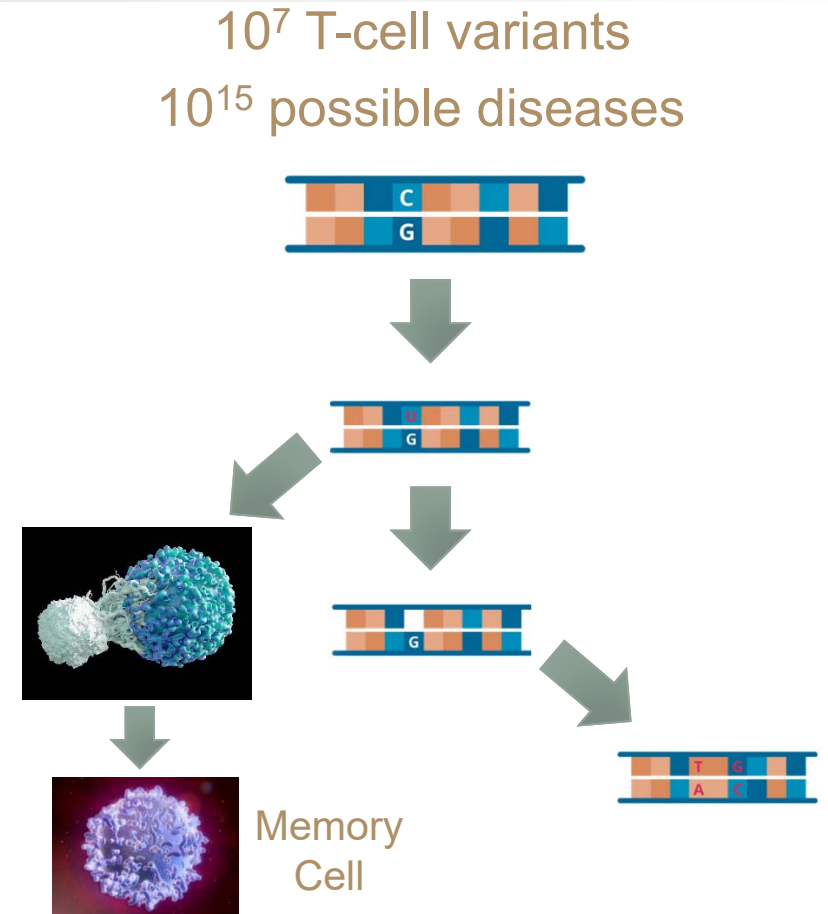 10⁷ T-cell variants
10¹⁵ possible diseases
C
G
U
G
G
T G
A C
Memory
Cell